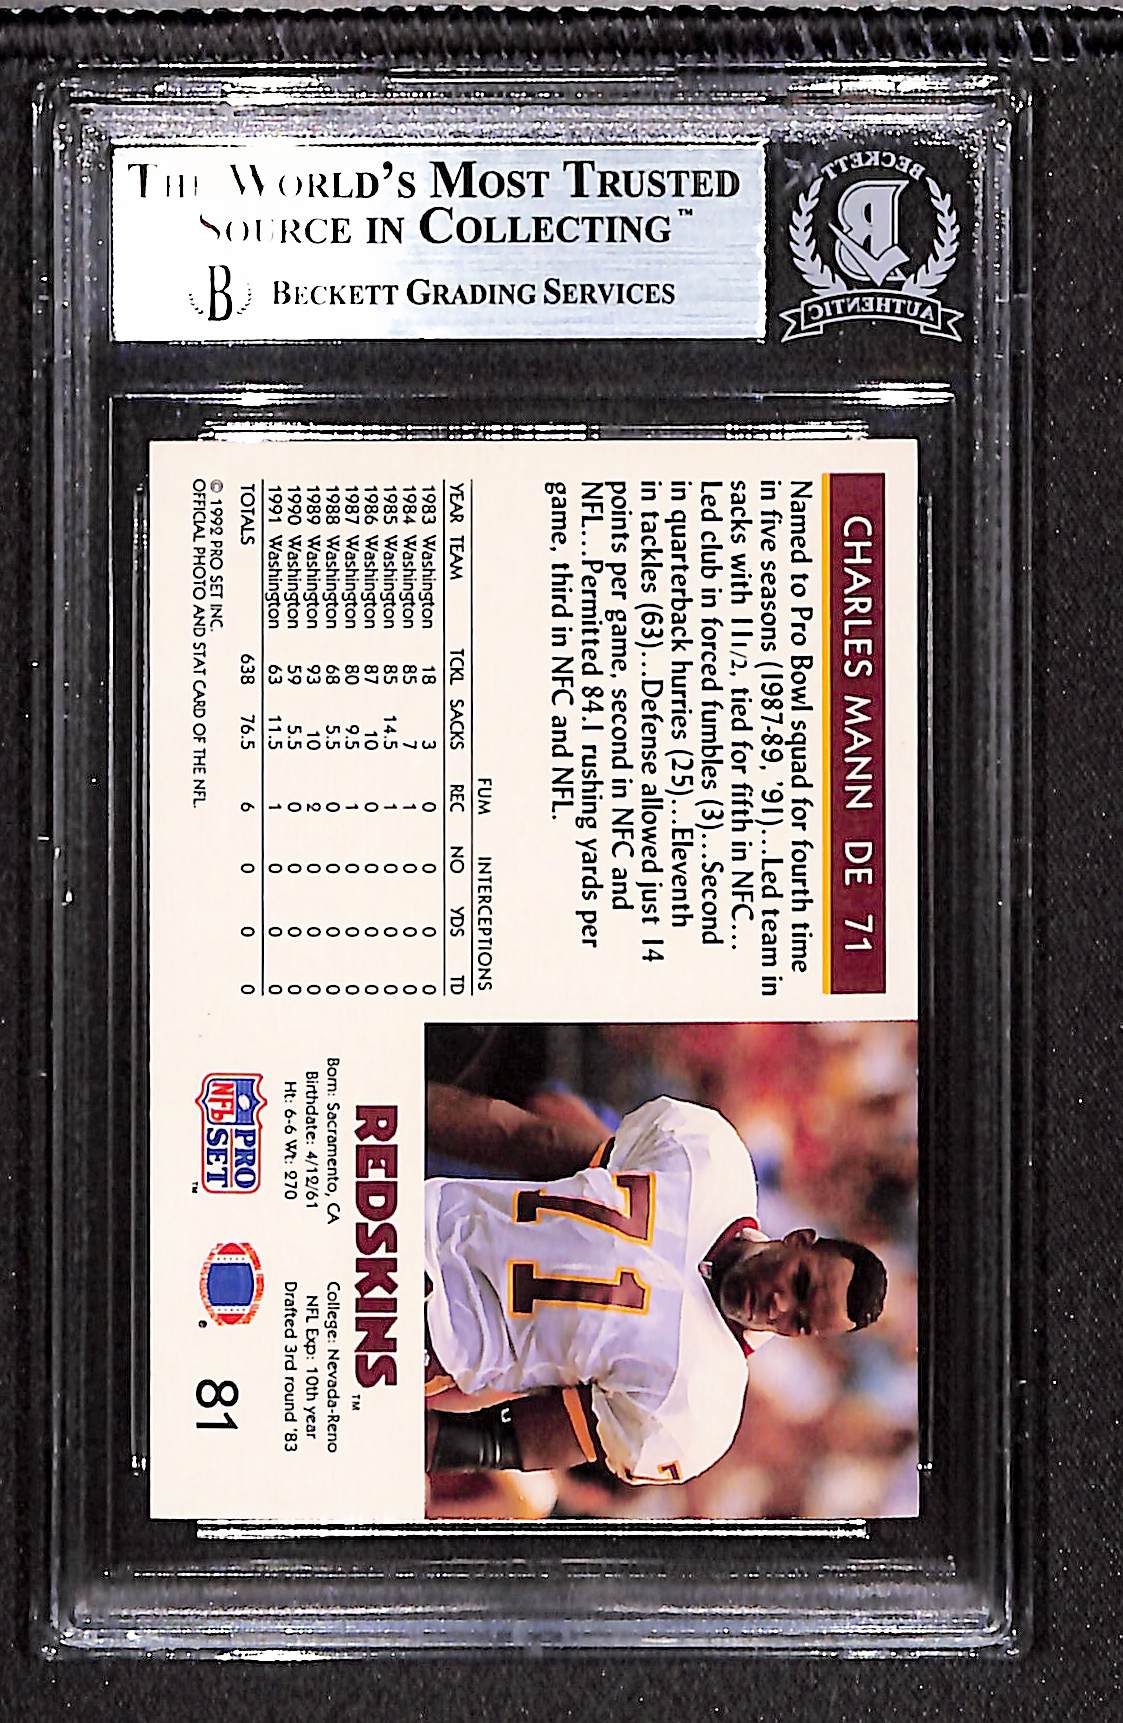 THE WORLD'S MOST TRUSTED
SOURCE IN COLLECTING™
B BECKETT GRADING SERVICES
BECKETT
B
AUTHENTIC
CHARLES MANN DE 71
Named to Pro Bowl squad for fourth time
in five seasons (1987-89, '91)...Led team in
sacks with 11 1/2, tied for fifth in NFC...
Led club in forced fumbles (3)...Second
in quarterback hurries (25)...Eleventh
in tackles (63)...Defense allowed just 14
points per game, second in NFC and
NFL...Permitted 84.1 rushing yards per
game, third in NFC and NFL.
FUM INTERCEPTIONS
YEAR TEAM TCKL SACKS REC NO YDS TD
1983 Washington 18 3 0 0 0 0
1984 Washington 85 7 1 0 0 0
1985 Washington 85 14.5 1 0 0 0
1986 Washington 87 10 0 0 0 0
1987 Washington 80 9.5 1 0 0 0
1988 Washington 68 5.5 0 0 0 0
1989 Washington 93 10 2 0 0 0
1990 Washington 59 5.5 0 0 0 0
1991 Washington 63 11.5 1 0 0 0
TOTALS 638 76.5 6 0 0 0
© 1992 PRO SET INC.
OFFICIAL PHOTO AND STAT CARD OF THE NFL.
71
7
REDSKINS™
Born: Sacramento, CA College: Nevada-Reno
Birthdate: 4/12/61 NFL Exp: 10th year
Ht: 6-6 Wt: 270 Drafted 3rd round '83
PRO
NFL SET™
®
81